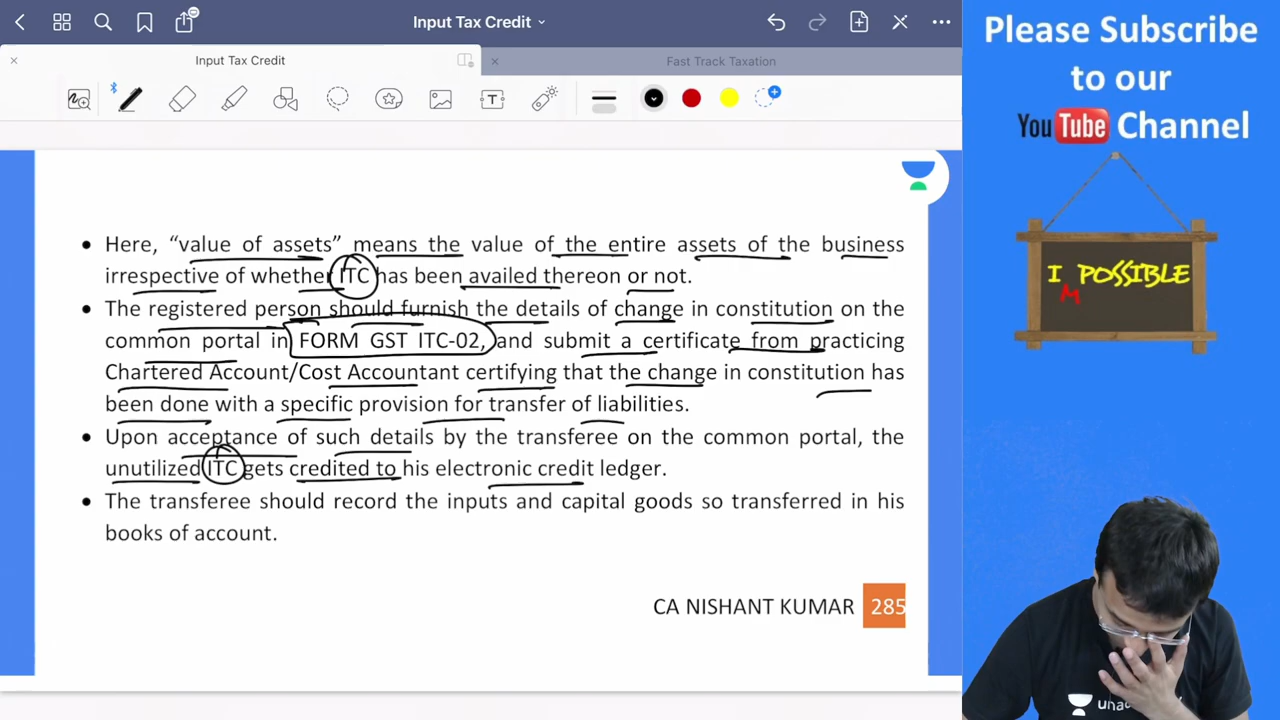 Input Tax Credit
Input Tax Credit
Fast Track Taxation
T
Here, “value of assets” means the value of the entire assets of the business
irrespective of whether ITC has been availed thereon or not.
The registered person should furnish the details of change in constitution on the
common portal in FORM GST ITC-02, and submit a certificate from practicing
Chartered Account/Cost Accountant certifying that the change in constitution has
been done with a specific provision for transfer of liabilities.
Upon acceptance of such details by the transferee on the common portal, the
unutilized ITC gets credited to his electronic credit ledger.
The transferee should record the inputs and capital goods so transferred in his
books of account.
CA NISHANT KUMAR 285
Please Subscribe
to our
YouTube Channel
I POSSIBLE
M